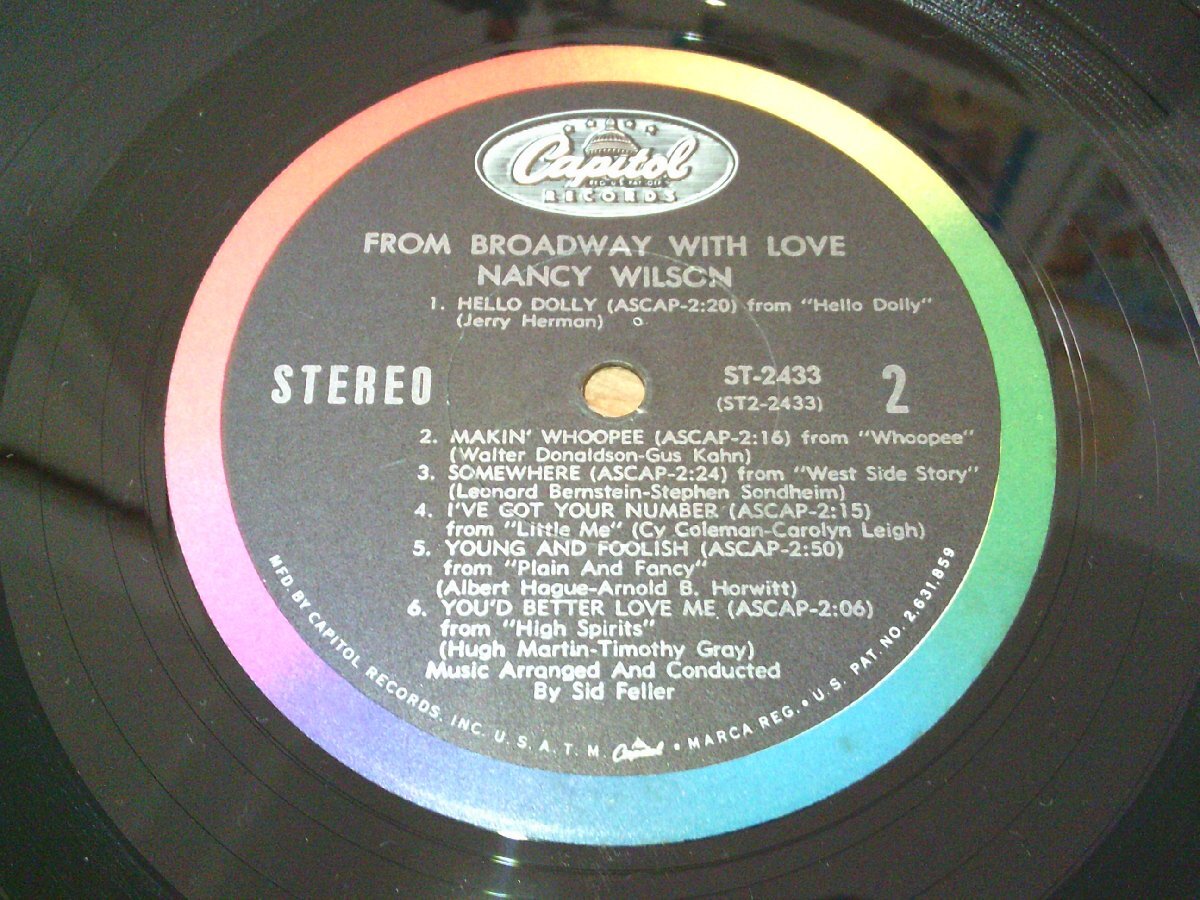 Capitol
REG. U.S. PAT. OFF.
RECORDS
FROM BROADWAY WITH LOVE
NANCY WILSON
1. HELLO DOLLY (ASCAP-2:20) from "Hello Dolly"
(Jerry Herman)
STEREO
ST-2433
(ST2-2433)
2
2. MAKIN' WHOOPEE (ASCAP-2:16) from "Whoopee"
(Walter Donaldson-Gus Kahn)
3. SOMEWHERE (ASCAP-2:24) from "West Side Story"
(Leonard Bernstein-Stephen Sondheim)
4. I'VE GOT YOUR NUMBER (ASCAP-2:15)
from "Little Me" (Cy Coleman-Carolyn Leigh)
5. YOUNG AND FOOLISH (ASCAP-2:50)
from "Plain And Fancy"
(Albert Hague-Arnold B. Horwitt)
6. YOU'D BETTER LOVE ME (ASCAP-2:06)
from "High Spirits"
(Hugh Martin-Timothy Gray)
Music Arranged And Conducted
By Sid Feller
MFD. BY CAPITOL RECORDS, INC. U. S. A. T. M. Capitol • MARCA REG. • U. S. PAT. NO. 2,631,859